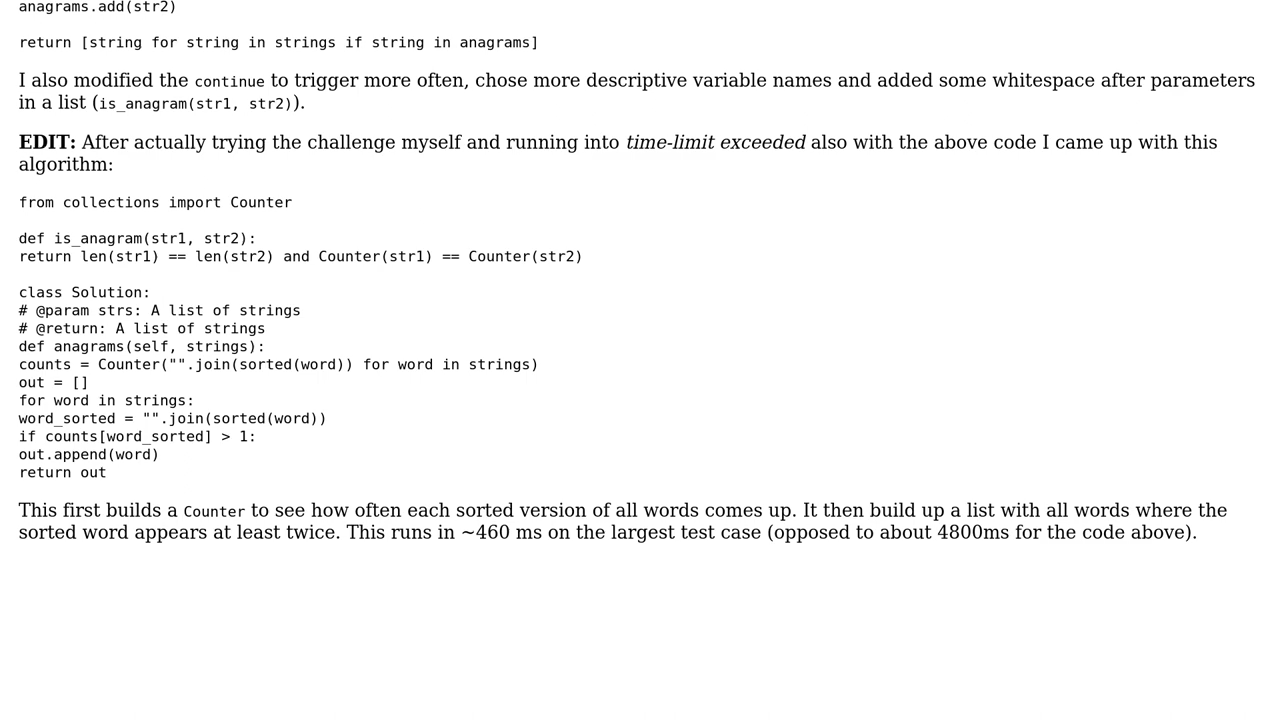 anagrams.add(str2)
return [string for string in strings if string in anagrams]
I also modified the continue to trigger more often, chose more descriptive variable names and added some whitespace after parameters
in a list (is_anagram(str1, str2)).
EDIT: After actually trying the challenge myself and running into time-limit exceeded also with the above code I came up with this
algorithm:
from collections import Counter
def is_anagram(str1, str2):
return len(str1) == len(str2) and Counter(str1) == Counter(str2)
class Solution:
# @param strs: A list of strings
# @return: A list of strings
def anagrams(self, strings):
counts = Counter("".join(sorted(word)) for word in strings)
out = []
for word in strings:
word_sorted = "".join(sorted(word))
if counts[word_sorted] > 1:
out.append(word)
return out
This first builds a Counter to see how often each sorted version of all words comes up. It then build up a list with all words where the
sorted word appears at least twice. This runs in ~460 ms on the largest test case (opposed to about 4800ms for the code above).